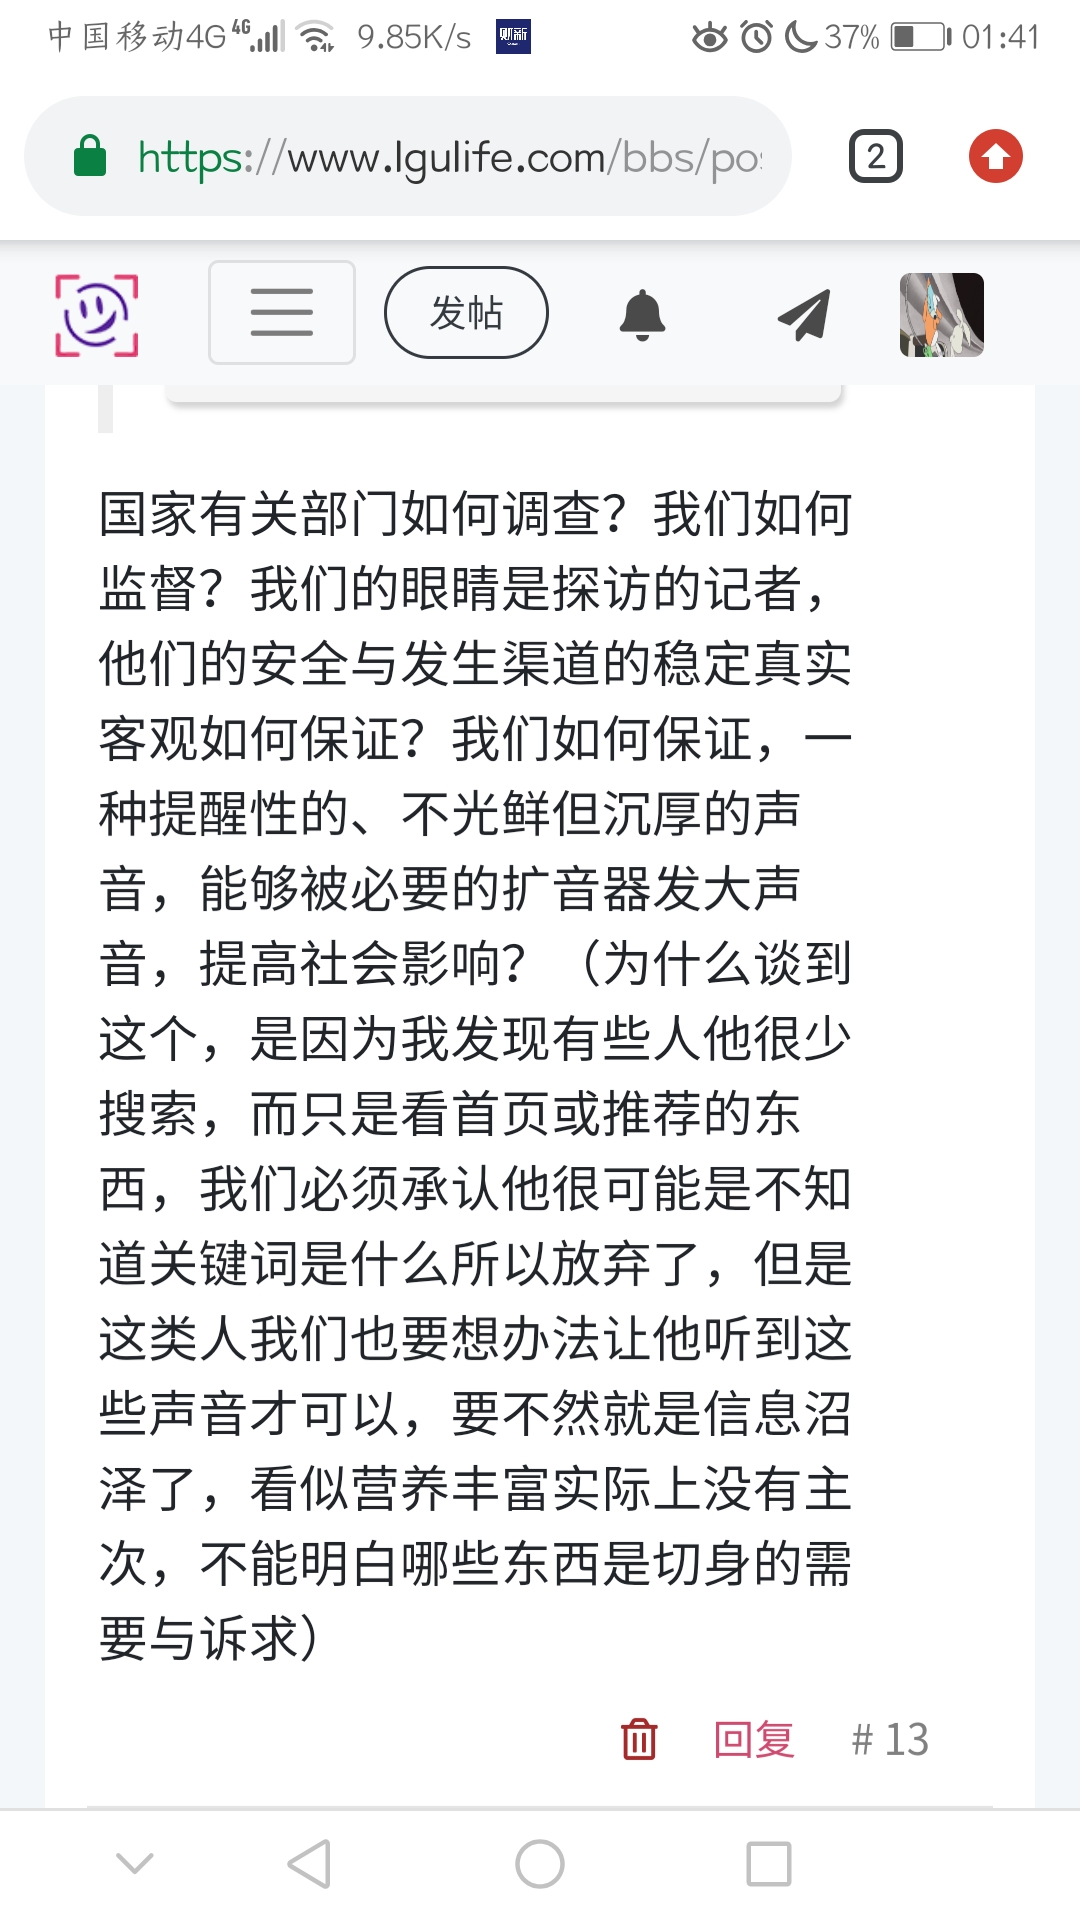 中国移动4G 4G 9.85K/s 财新 37% 01:41
https://www.lgulife.com/bbs/pos 2
发帖
国家有关部门如何调查？我们如何
监督？我们的眼睛是探访的记者，
他们的安全与发生渠道的稳定真实
客观如何保证？我们如何保证，一
种提醒性的、不光鲜但沉厚的声
音，能够被必要的扩音器发大声
音，提高社会影响？（为什么谈到
这个，是因为我发现有些人他很少
搜索，而只是看首页或推荐的东
西，我们必须承认他很可能是不知
道关键词是什么所以放弃了，但是
这类人我们也要想办法让他听到这
些声音才可以，要不然就是信息沼
泽了，看似营养丰富实际上没有主
次，不能明白哪些东西是切身的需
要与诉求）
回复 # 13